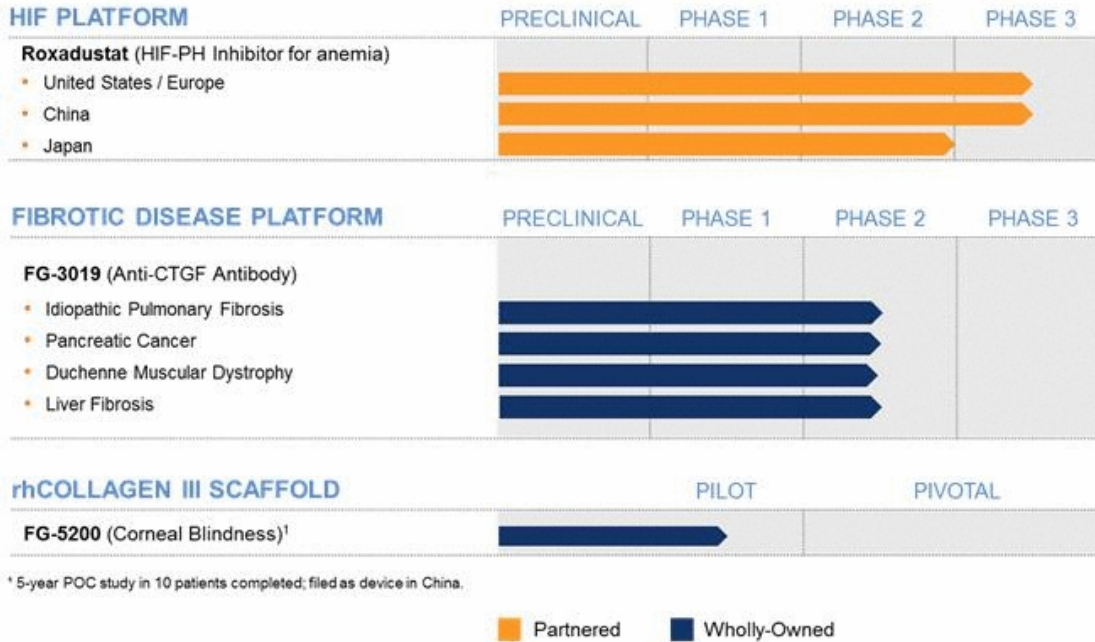 HIF PLATFORM PRECLINICAL PHASE 1 PHASE 2 PHASE 3
Roxadustat (HIF-PH Inhibitor for anemia)
• United States / Europe
• China
• Japan
FIBROTIC DISEASE PLATFORM PRECLINICAL PHASE 1 PHASE 2 PHASE 3
FG-3019 (Anti-CTGF Antibody)
• Idiopathic Pulmonary Fibrosis
• Pancreatic Cancer
• Duchenne Muscular Dystrophy
• Liver Fibrosis
rhCOLLAGEN III SCAFFOLD PILOT PIVOTAL
FG-5200 (Corneal Blindness)¹
¹ 5-year POC study in 10 patients completed; filed as device in China.
Partnered Wholly-Owned